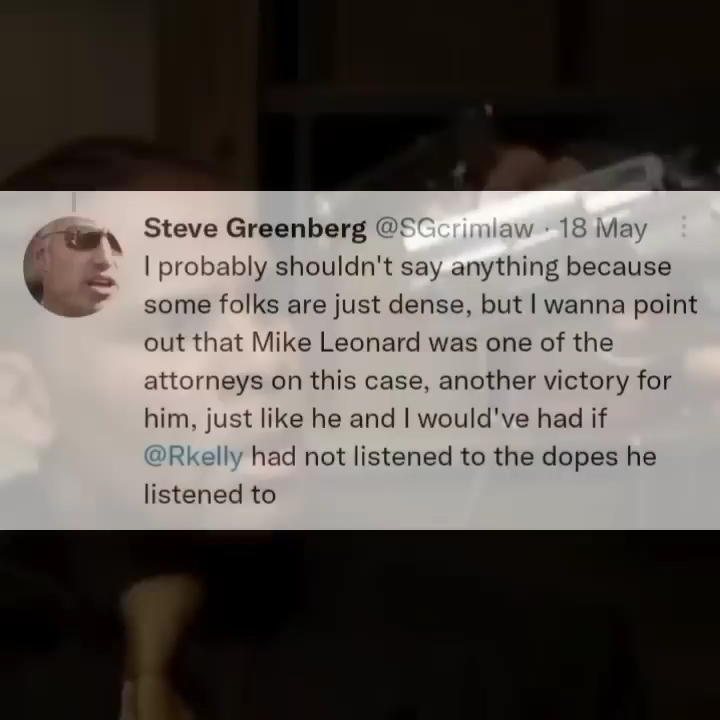 Steve Greenberg @SGcrimlaw · 18 May
I probably shouldn't say anything because
some folks are just dense, but I wanna point
out that Mike Leonard was one of the
attorneys on this case, another victory for
him, just like he and I would've had if
@Rkelly had not listened to the dopes he
listened to